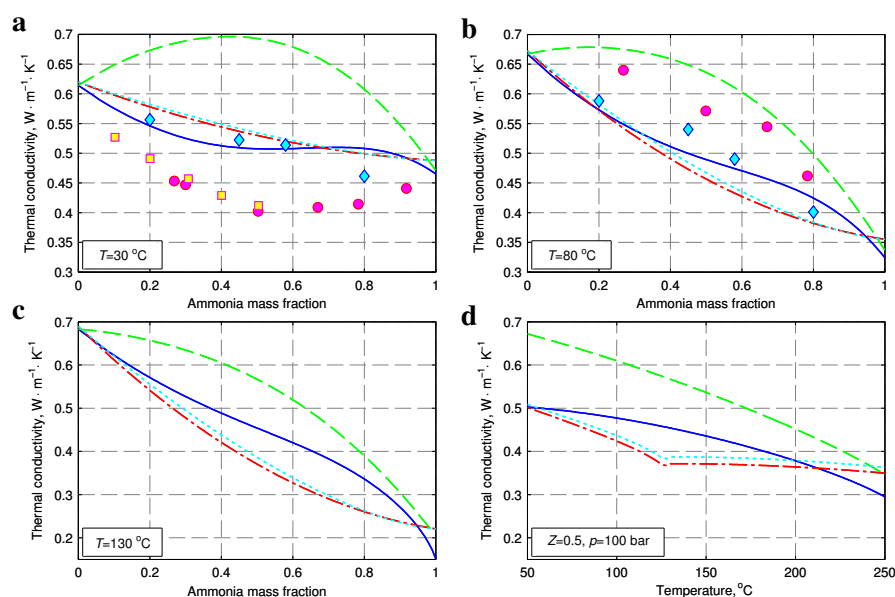 a
0.7
0.65
0.6
0.55
0.5
0.45
0.4
0.35
0.3
0 0.2 0.4 0.6 0.8 1
Thermal conductivity, W · m⁻¹ · K⁻¹
Ammonia mass fraction
T=30 °C
b
0.7
0.65
0.6
0.55
0.5
0.45
0.4
0.35
0.3
0 0.2 0.4 0.6 0.8 1
Thermal conductivity, W · m⁻¹ · K⁻¹
Ammonia mass fraction
T=80 °C
c
0.7
0.6
0.5
0.4
0.3
0.2
0 0.2 0.4 0.6 0.8 1
Thermal conductivity, W · m⁻¹ · K⁻¹
Ammonia mass fraction
T=130 °C
d
0.7
0.6
0.5
0.4
0.3
0.2
50 100 150 200 250
Thermal conductivity, W · m⁻¹ · K⁻¹
Temperature, °C
Z=0.5, p=100 bar